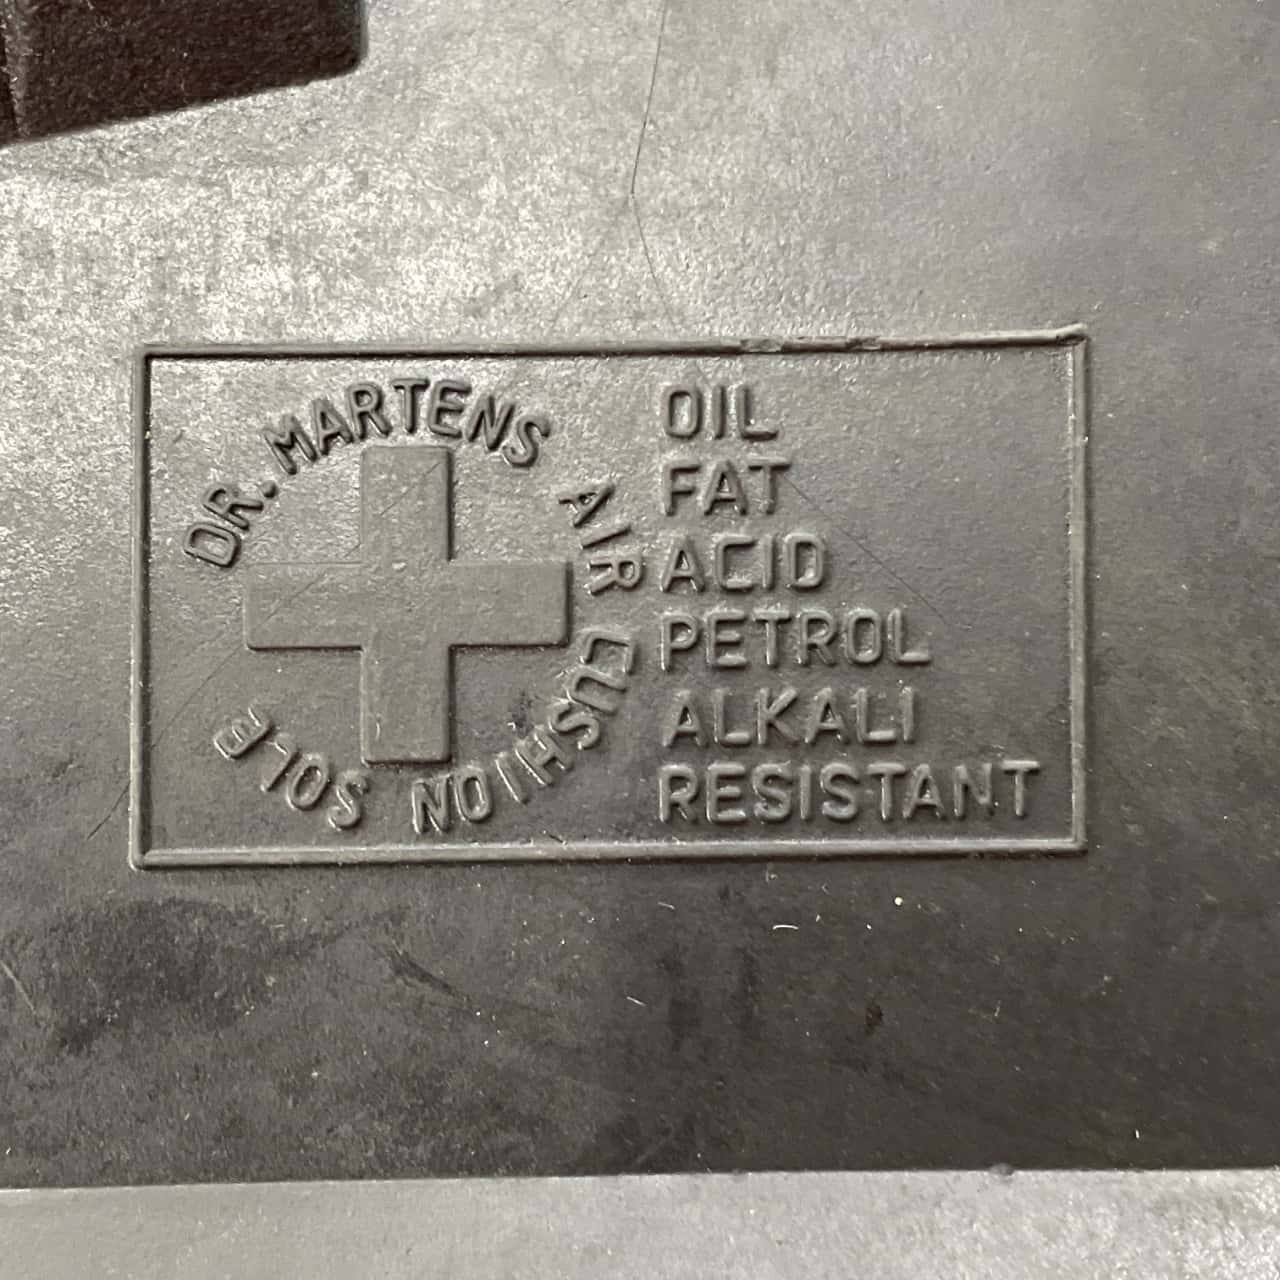 DR. MARTENS AIR CUSHION SOLE
OIL
FAT
ACID
PETROL
ALKALI
RESISTANT